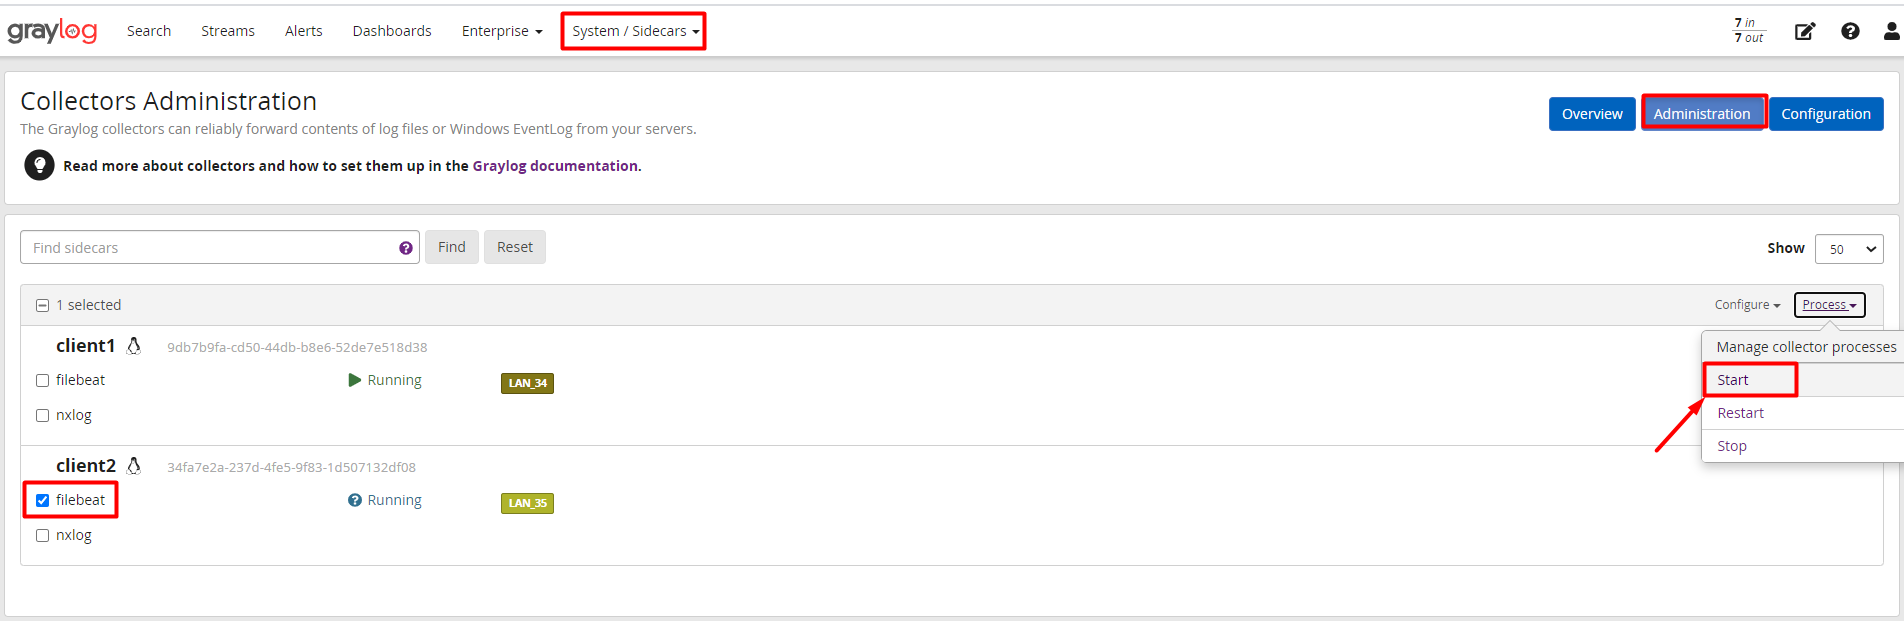 graylog Search Streams Alerts Dashboards Enterprise System / Sidecars 7 in
7 out
Collectors Administration
Overview Administration Configuration
The Graylog collectors can reliably forward contents of log files or Windows EventLog from your servers.
Read more about collectors and how to set them up in the Graylog documentation.
Find sidecars ? Find Reset Show 50
1 selected Configure Process
client1 9db7b9fa-cd50-44db-b8e6-52de7e518d38
Manage collector processes
filebeat Running LAN_34
Start
nxlog
Restart
Stop
client2 34fa7e2a-237d-4fe5-9f83-1d507132df08
filebeat ? Running LAN_35
nxlog